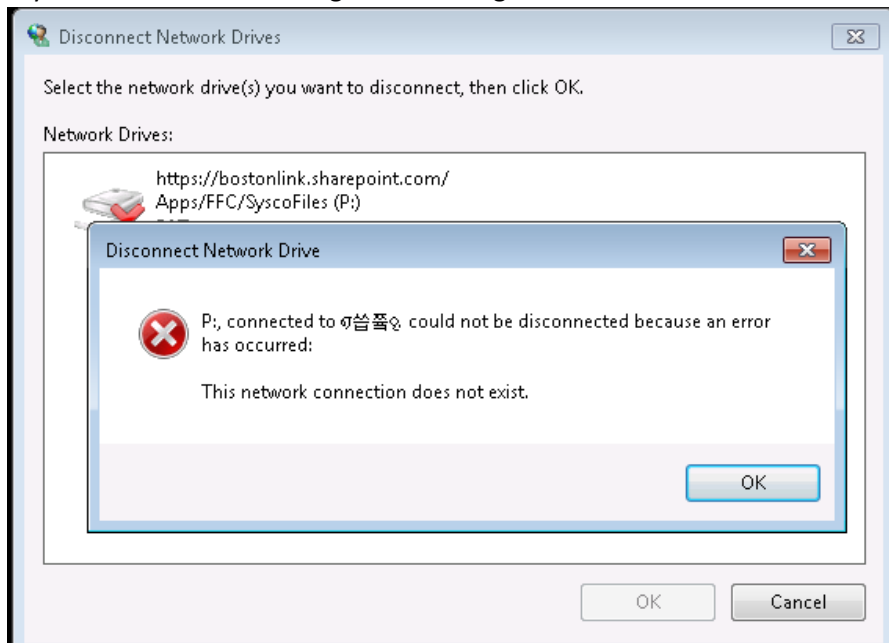 Disconnect Network Drives
Select the network drive(s) you want to disconnect, then click OK.
Network Drives:
https://bostonlink.sharepoint.com/
Apps/FFC/SyscoFiles (P:)
Disconnect Network Drive
P:, connected to could not be disconnected because an error
has occurred:
This network connection does not exist.
OK
OK
Cancel